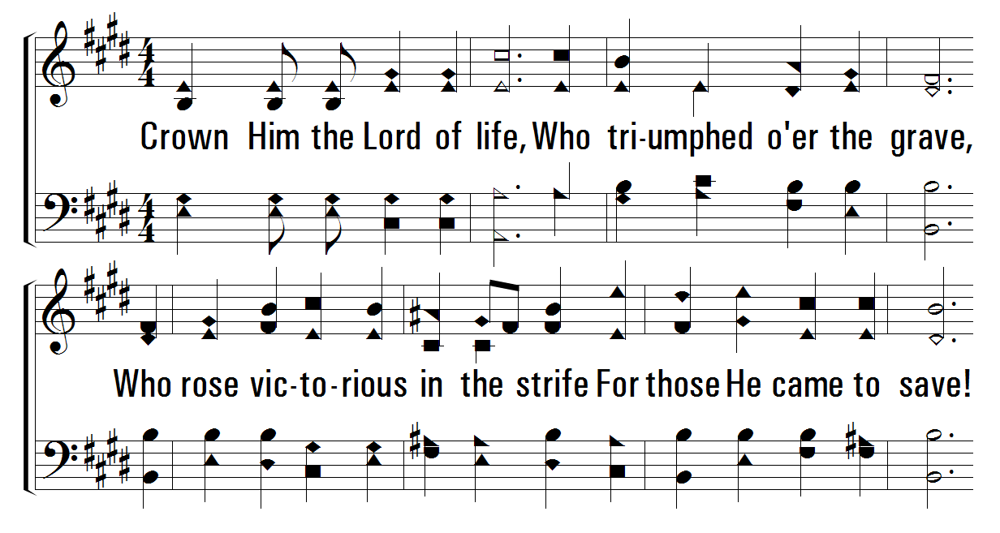 Crown Him the Lord of life, Who tri-umphed o'er the grave,
Who rose vic-to-rious in the strife For those He came to save!